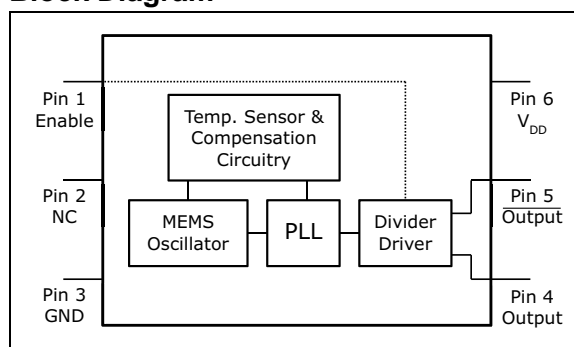 Block Diagram
Pin 1
Enable
Pin 2
NC
Pin 3
GND
Temp. Sensor &
Compensation
Circuitry
MEMS
Oscillator
PLL
Divider
Driver
Pin 6
VDD
Pin 5
Output
Pin 4
Output